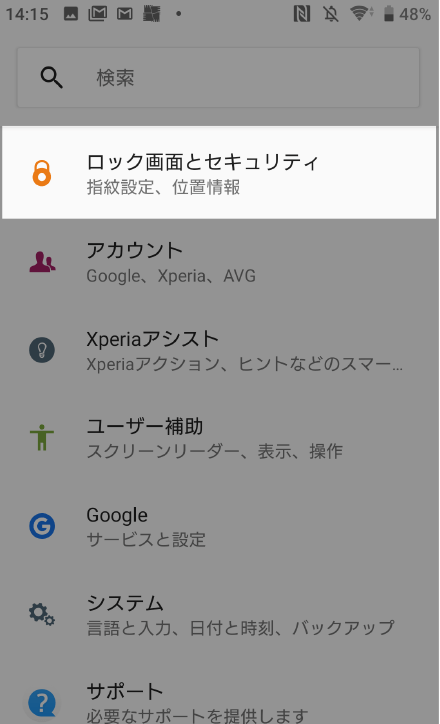 14:15 48%
検索
ロック画面とセキュリティ
指紋設定、位置情報
アカウント
Google、Xperia、AVG
Xperiaアシスト
Xperiaアクション、ヒントなどのスマー...
ユーザー補助
スクリーンリーダー、表示、操作
Google
サービスと設定
システム
言語と入力、日付と時刻、バックアップ
サポート
必要なサポートを提供します